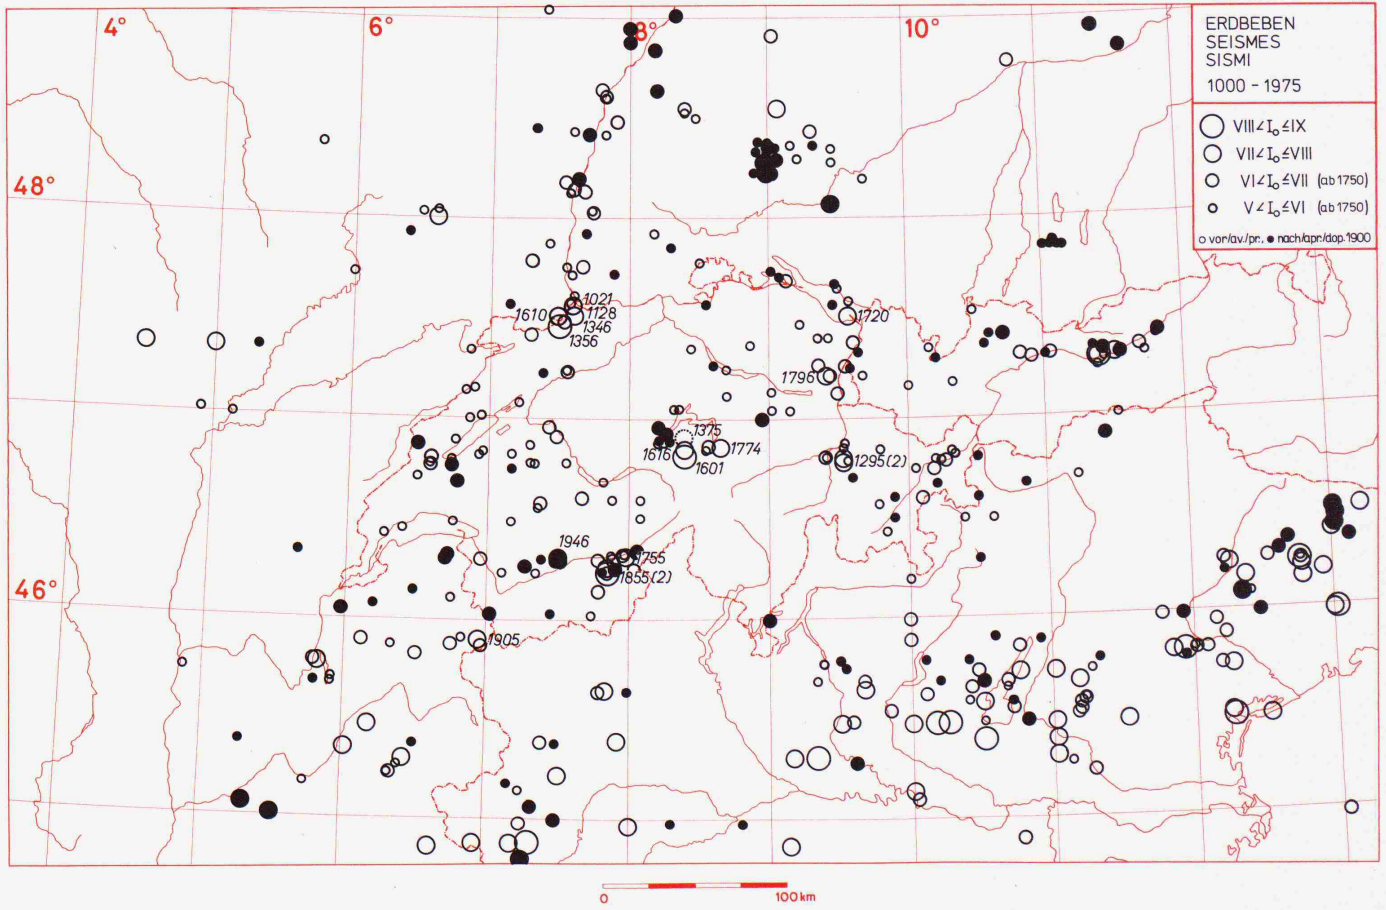 4°
6°
8°
10°
ERDBEBEN
SEISMES
SISMI
1000 - 1975
VIII<I₀≤IX
VII<I₀≤VIII
VI<I₀≤VII (ab 1750)
V<I₀≤VI (ab 1750)
○ vor/av./pr., ● nach/apr./dop. 1900
48°
1021
1610
1128
1346
1356
1720
1796
1375
1616
1774
1601
1295(2)
1946
1755
1855(2)
46°
1905
0
100 km